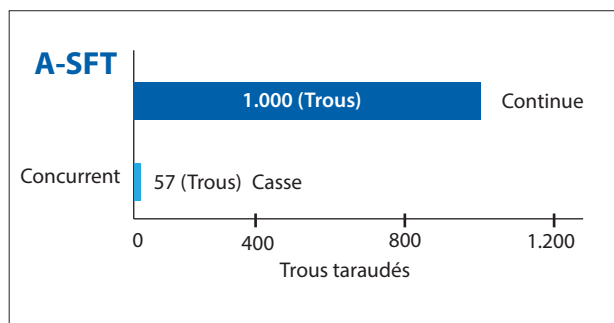 A-SFT
1.000 (Trous) Continue
Concurrent 57 (Trous) Casse
0 400 800 1.200
Trous taraudés